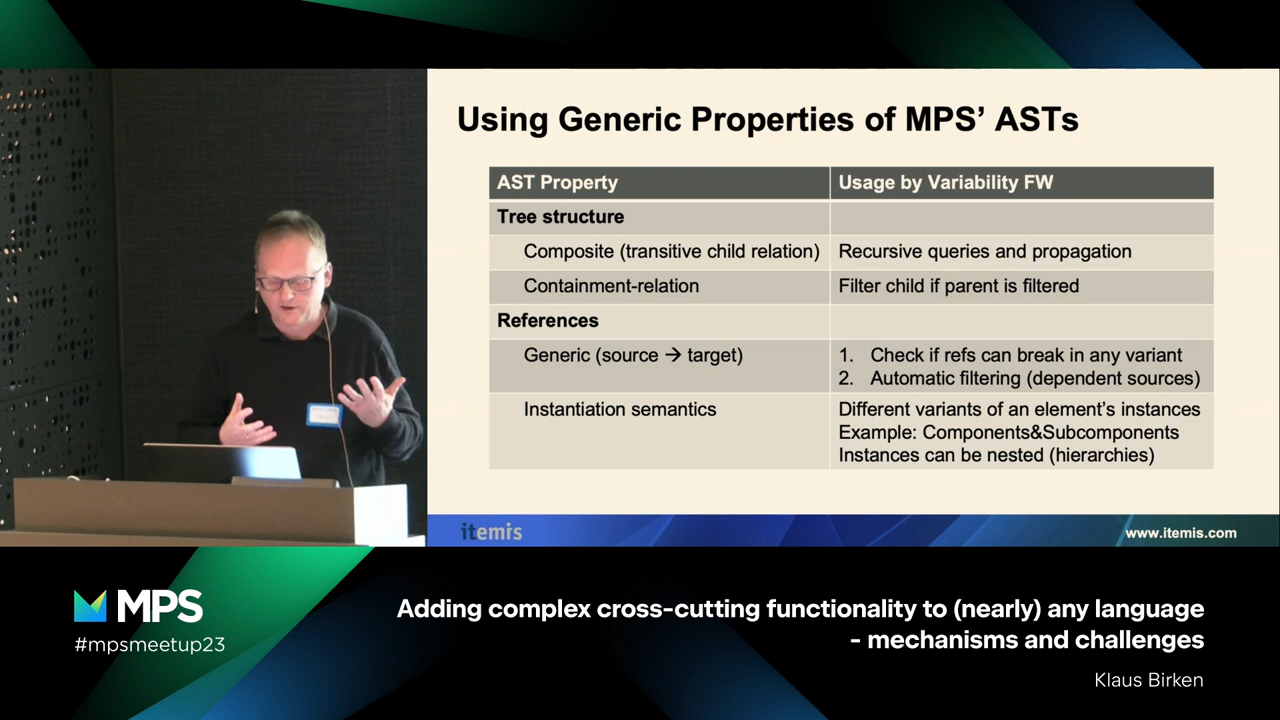 Using Generic Properties of MPS' ASTs
AST Property
Usage by Variability FW
Tree structure
Composite (transitive child relation)
Recursive queries and propagation
Containment-relation
Filter child if parent is filtered
References
Generic (source → target)
1. Check if refs can break in any variant
2. Automatic filtering (dependent sources)
Instantiation semantics
Different variants of an element's instances
Example: Components&Subcomponents
Instances can be nested (hierarchies)
itemis
www.itemis.com
MPS
#mpsmeetup23
Adding complex cross-cutting functionality to (nearly) any language
- mechanisms and challenges
Klaus Birken